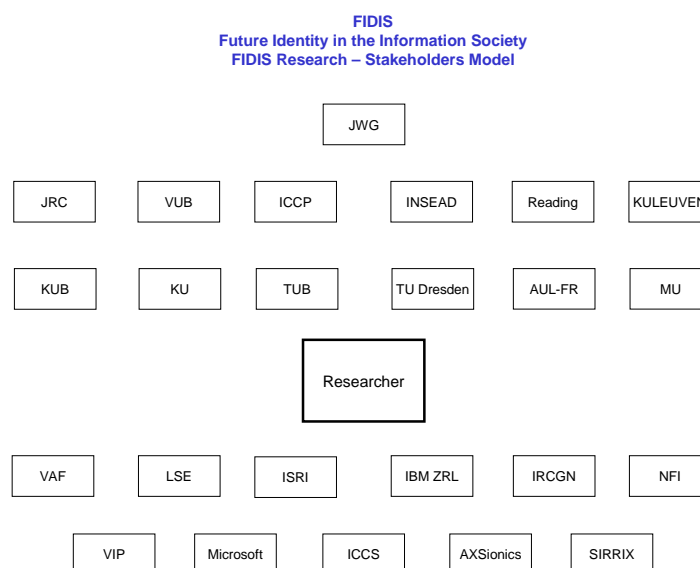 FIDIS
Future Identity in the Information Society
FIDIS Research – Stakeholders Model
JWG
JRC VUB ICCP INSEAD Reading KULEUVEN
KUB KU TUB TU Dresden AUL-FR MU
Researcher
VAF LSE ISRI IBM ZRL IRCGN NFI
VIP Microsoft ICCS AXSionics SIRRIX